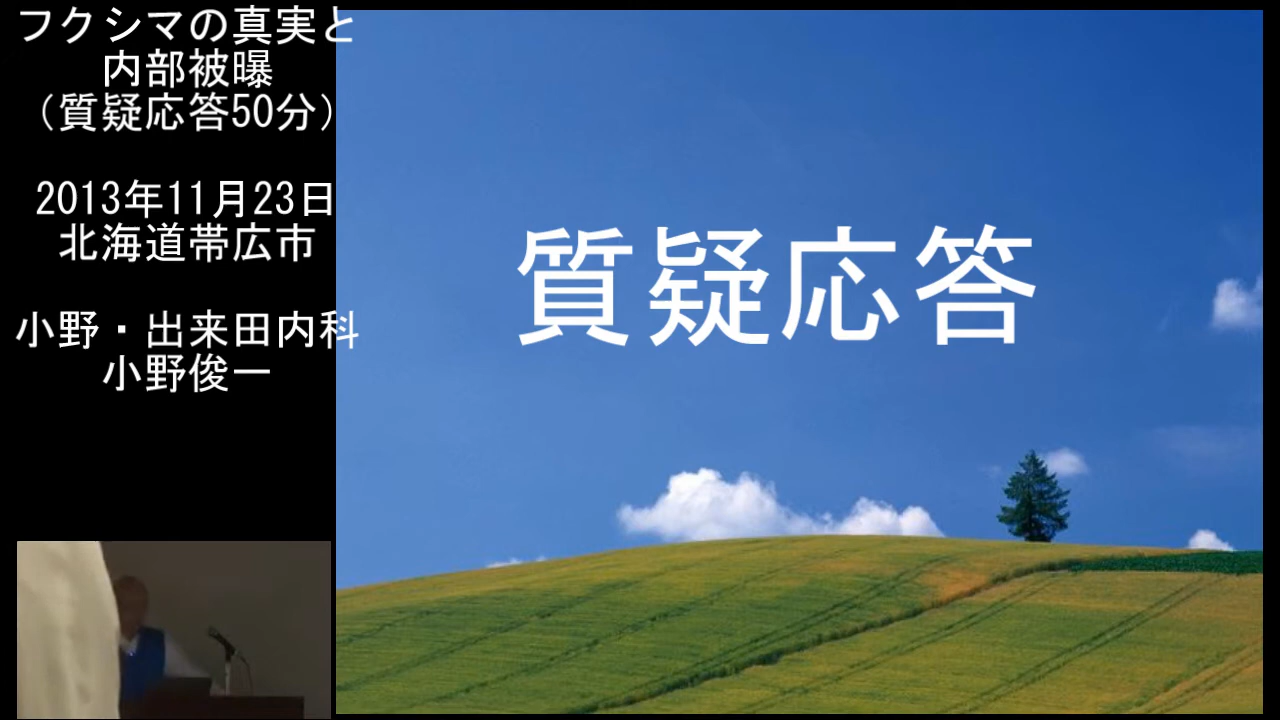 フクシマの真実と
内部被曝
（質疑応答50分）
2013年11月23日
北海道帯広市
小野・出来田内科
小野俊一
質疑応答